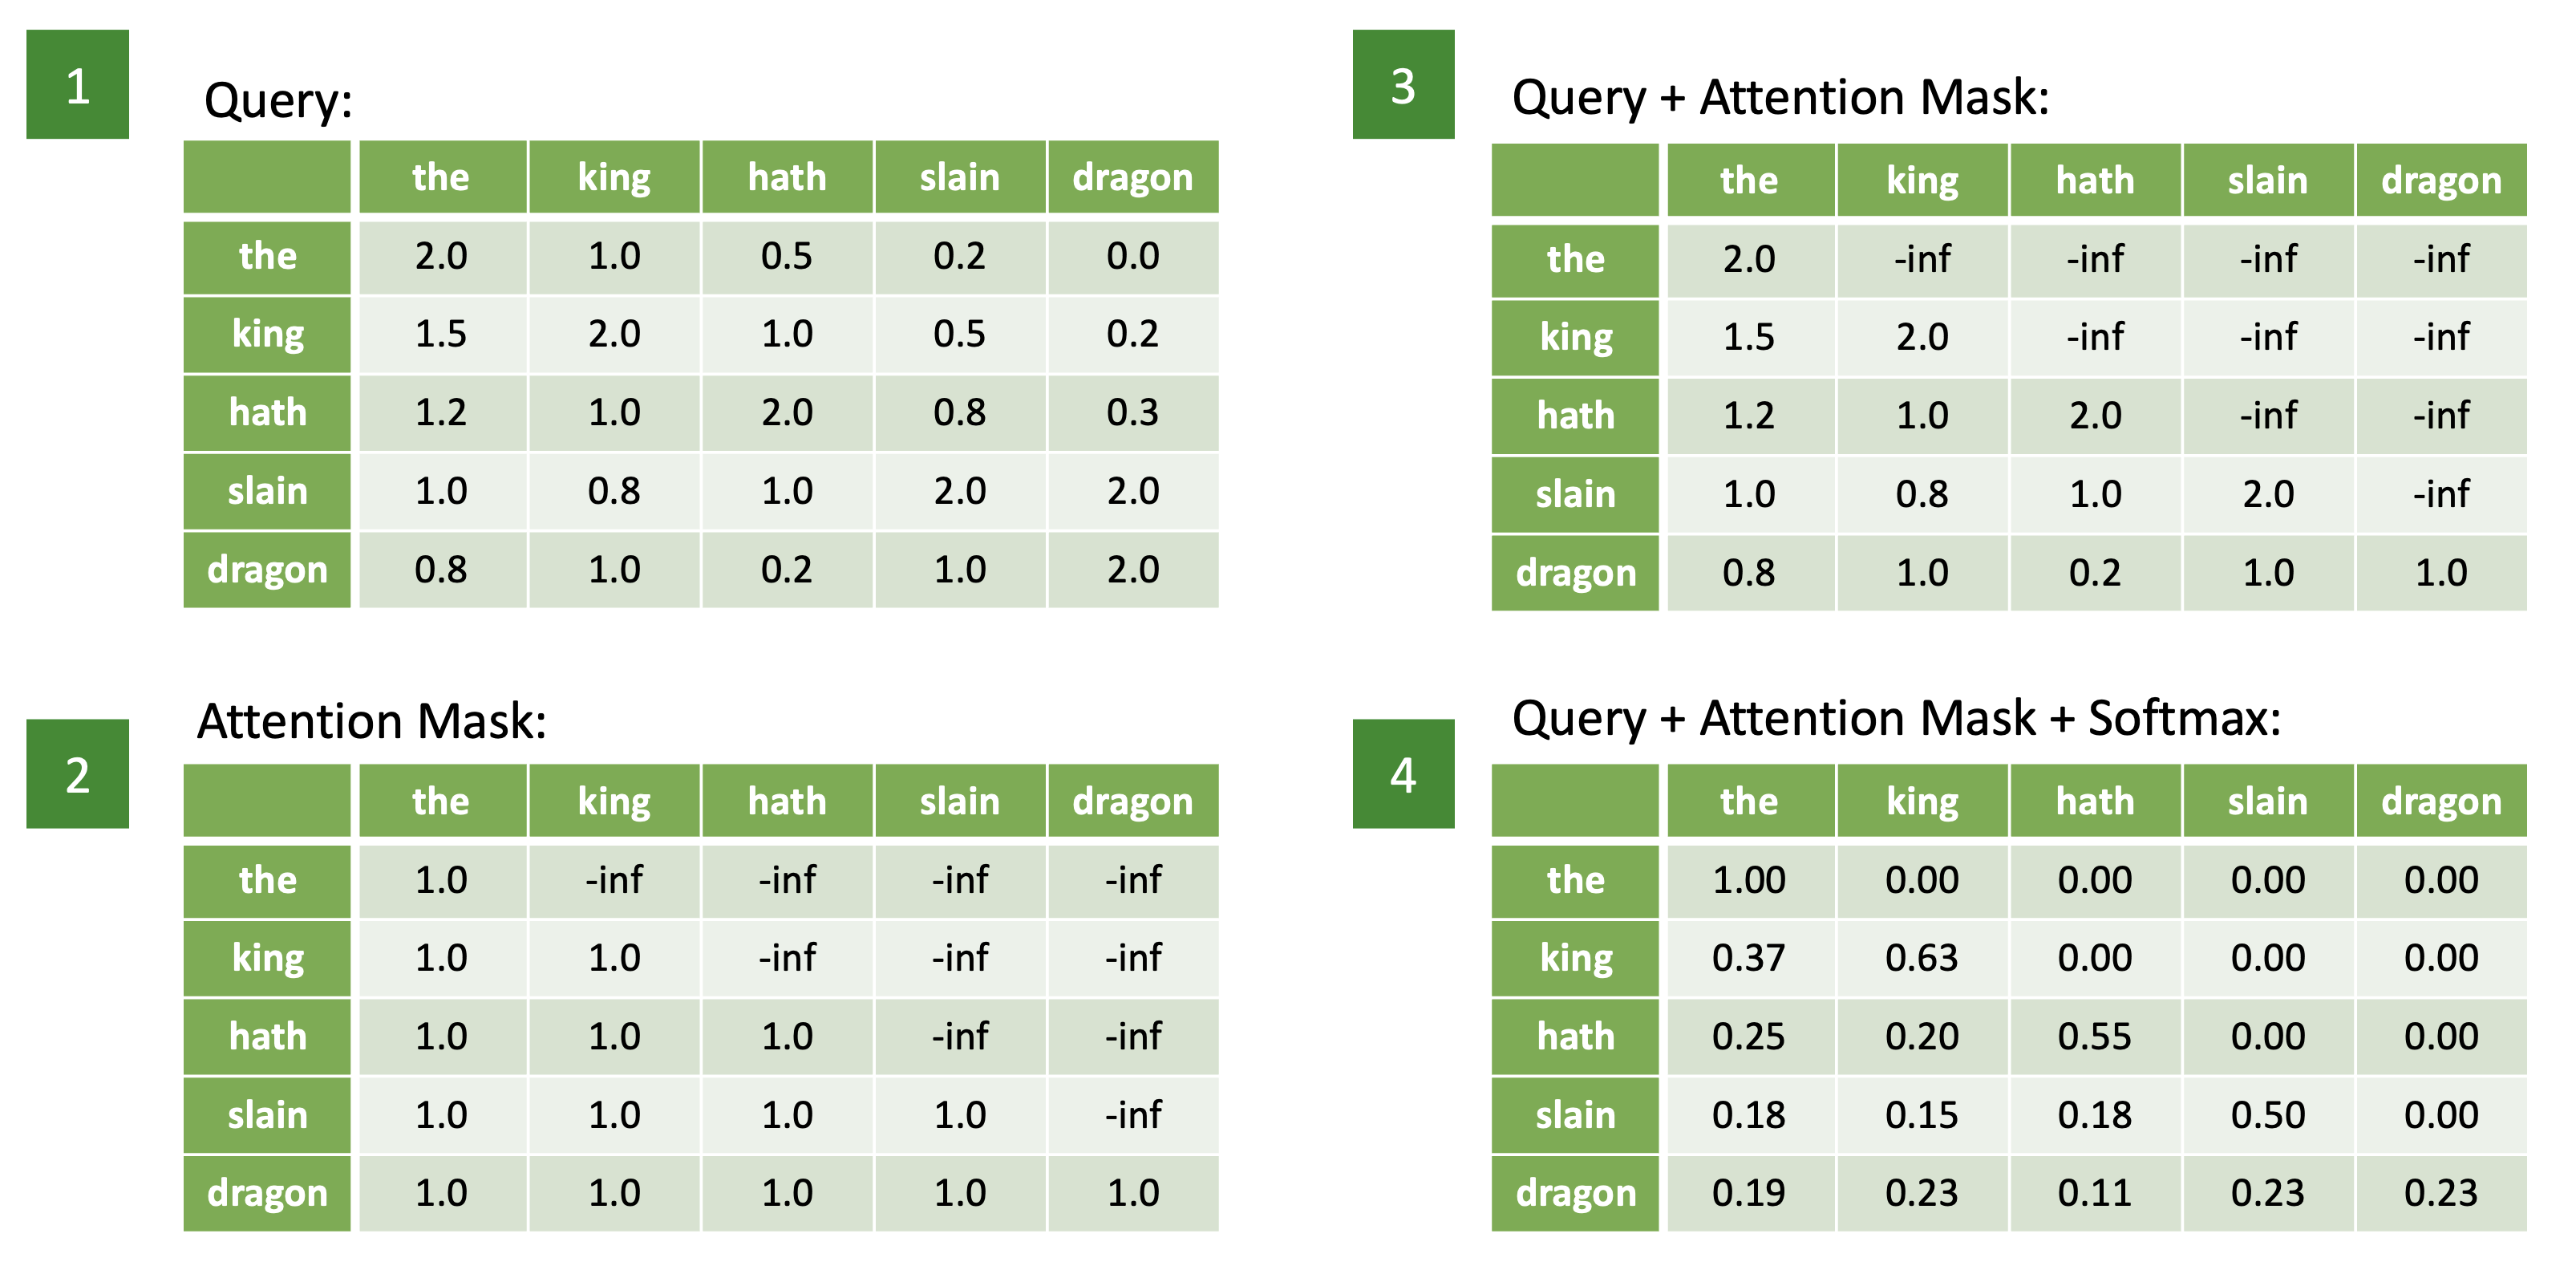 1
Query:
the king hath slain dragon
the 2.0 1.0 0.5 0.2 0.0
king 1.5 2.0 1.0 0.5 0.2
hath 1.2 1.0 2.0 0.8 0.3
slain 1.0 0.8 1.0 2.0 2.0
dragon 0.8 1.0 0.2 1.0 2.0
2
Attention Mask:
the king hath slain dragon
the 1.0 -inf -inf -inf -inf
king 1.0 1.0 -inf -inf -inf
hath 1.0 1.0 1.0 -inf -inf
slain 1.0 1.0 1.0 1.0 -inf
dragon 1.0 1.0 1.0 1.0 1.0
3
Query + Attention Mask:
the king hath slain dragon
the 2.0 -inf -inf -inf -inf
king 1.5 2.0 -inf -inf -inf
hath 1.2 1.0 2.0 -inf -inf
slain 1.0 0.8 1.0 2.0 -inf
dragon 0.8 1.0 0.2 1.0 1.0
4
Query + Attention Mask + Softmax:
the king hath slain dragon
the 1.00 0.00 0.00 0.00 0.00
king 0.37 0.63 0.00 0.00 0.00
hath 0.25 0.20 0.55 0.00 0.00
slain 0.18 0.15 0.18 0.50 0.00
dragon 0.19 0.23 0.11 0.23 0.23